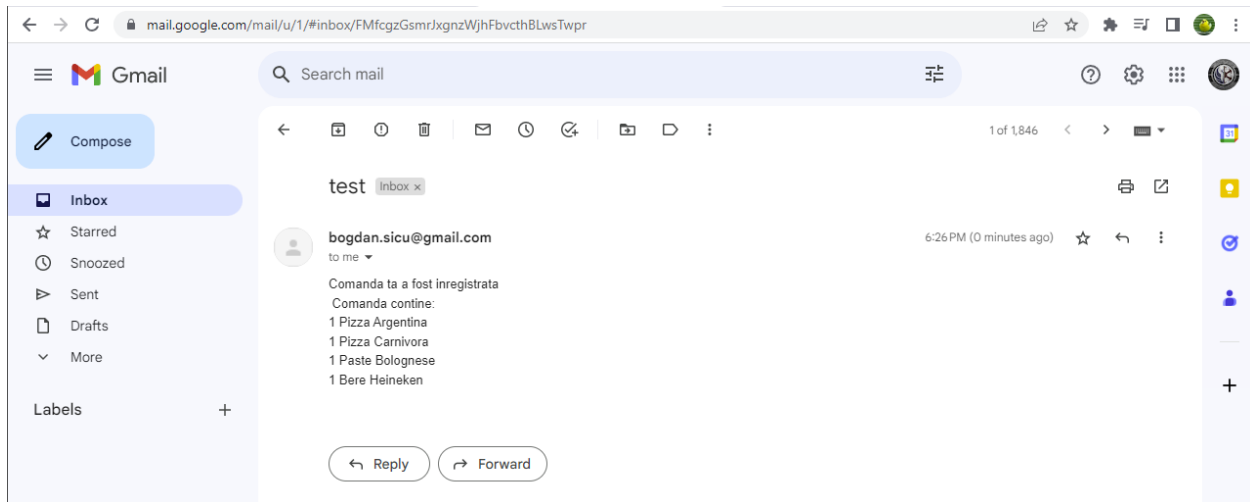 mail.google.com/mail/u/1/#inbox/FMfcgzGsmrJxgnzWjhFbvcthBLwsTwpr
Gmail
Search mail
Compose
1 of 1,846
31
Inbox
Starred
Snoozed
Sent
Drafts
More
Labels
test Inbox ×
bogdan.sicu@gmail.com 6:26 PM (0 minutes ago)
to me
Comanda ta a fost inregistrata
Comanda contine:
1 Pizza Argentina
1 Pizza Carnivora
1 Paste Bolognese
1 Bere Heineken
Reply Forward